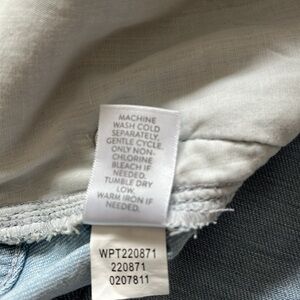 MACHINE
WASH COLD
SEPARATELY,
GENTLE CYCLE.
ONLY NON-
CHLORINE
BLEACH IF
NEEDED.
TUMBLE DRY
LOW.
WARM IRON IF
NEEDED.
WPT220871
220871
0207811